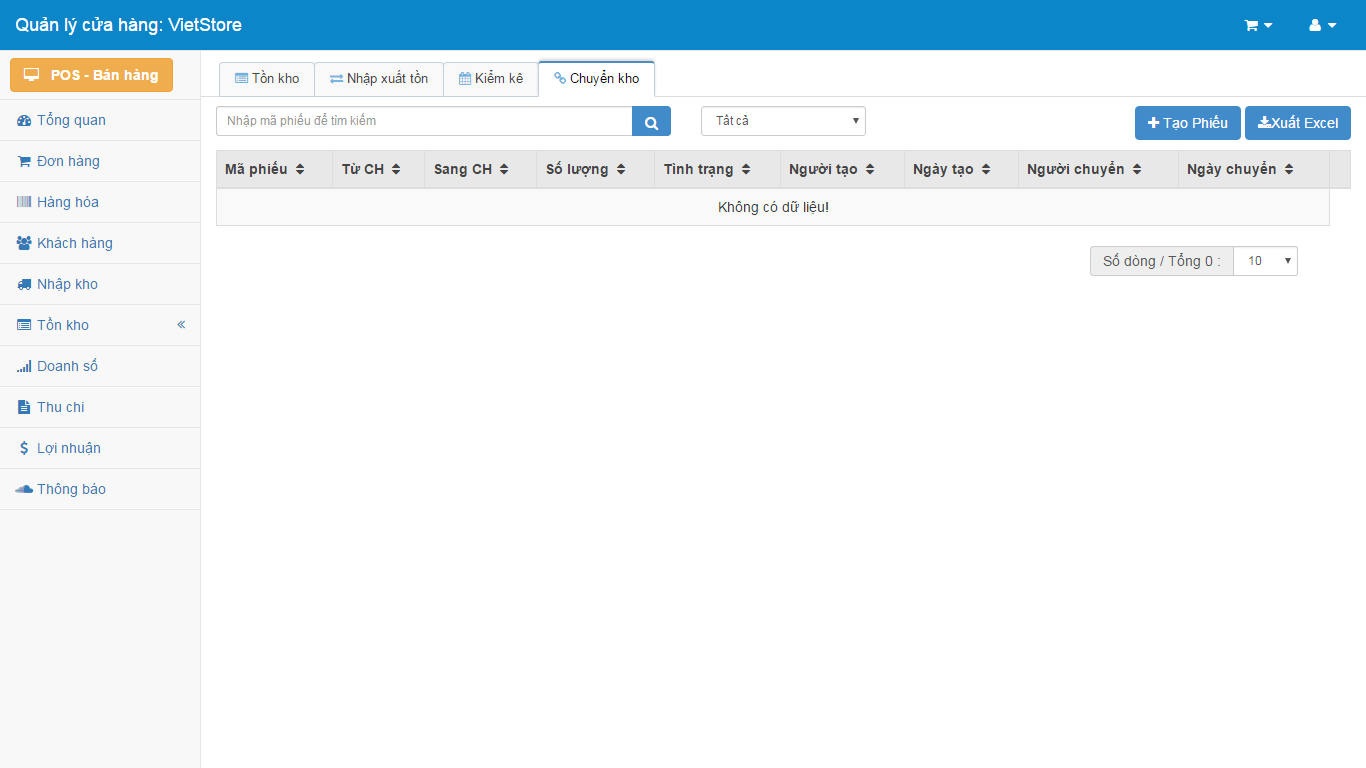 Quản lý cửa hàng: VietStore
POS - Bán hàng
Tổng quan
Đơn hàng
Hàng hóa
Khách hàng
Nhập kho
Tồn kho
Doanh số
Thu chi
Lợi nhuận
Thông báo
Tồn kho Nhập xuất tồn Kiểm kê Chuyển kho
Nhập mã phiếu để tìm kiếm Tất cả Tạo Phiếu Xuất Excel
Mã phiếu Từ CH Sang CH Số lượng Tình trạng Người tạo Ngày tạo Người chuyển Ngày chuyển
Không có dữ liệu!
Số dòng / Tổng 0 : 10